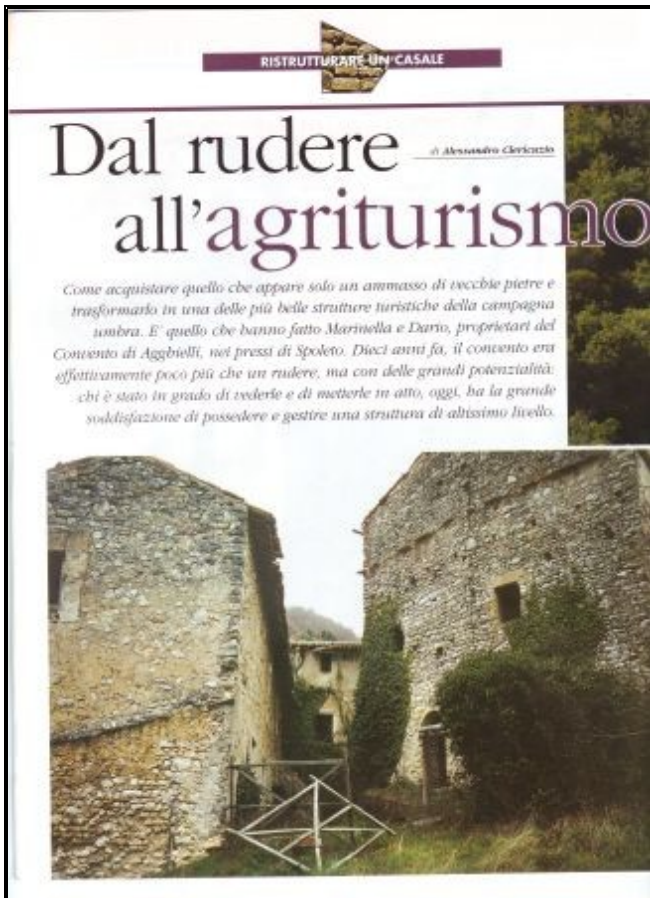 RISTRUTTURARE UN CASALE
Dal rudere
di Alessandro Clericuzio
all'agriturismo
Come acquistare quello che appare solo un ammasso di vecchie pietre e
trasformarlo in una delle più belle strutture turistiche della campagna
umbra. E' quello che hanno fatto Marinella e Dario, proprietari del
Convento di Agghielli, nei pressi di Spoleto. Dieci anni fa, il convento era
effettivamente poco più che un rudere, ma con delle grandi potenzialità:
chi è stato in grado di vederle e di metterle in atto, oggi, ha la grande
soddisfazione di possedere e gestire una struttura di altissimo livello.